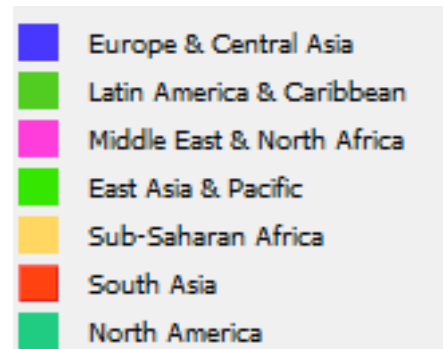 Europe & Central Asia
Latin America & Caribbean
Middle East & North Africa
East Asia & Pacific
Sub-Saharan Africa
South Asia
North America